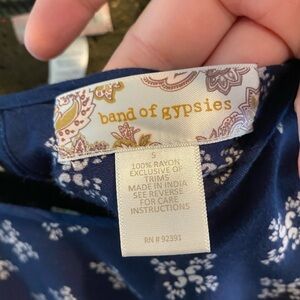 band of gypsies
S
100% RAYON
EXCLUSIVE OF
TRIMS
MADE IN INDIA
SEE REVERSE
FOR CARE
INSTRUCTIONS
RN# 92391